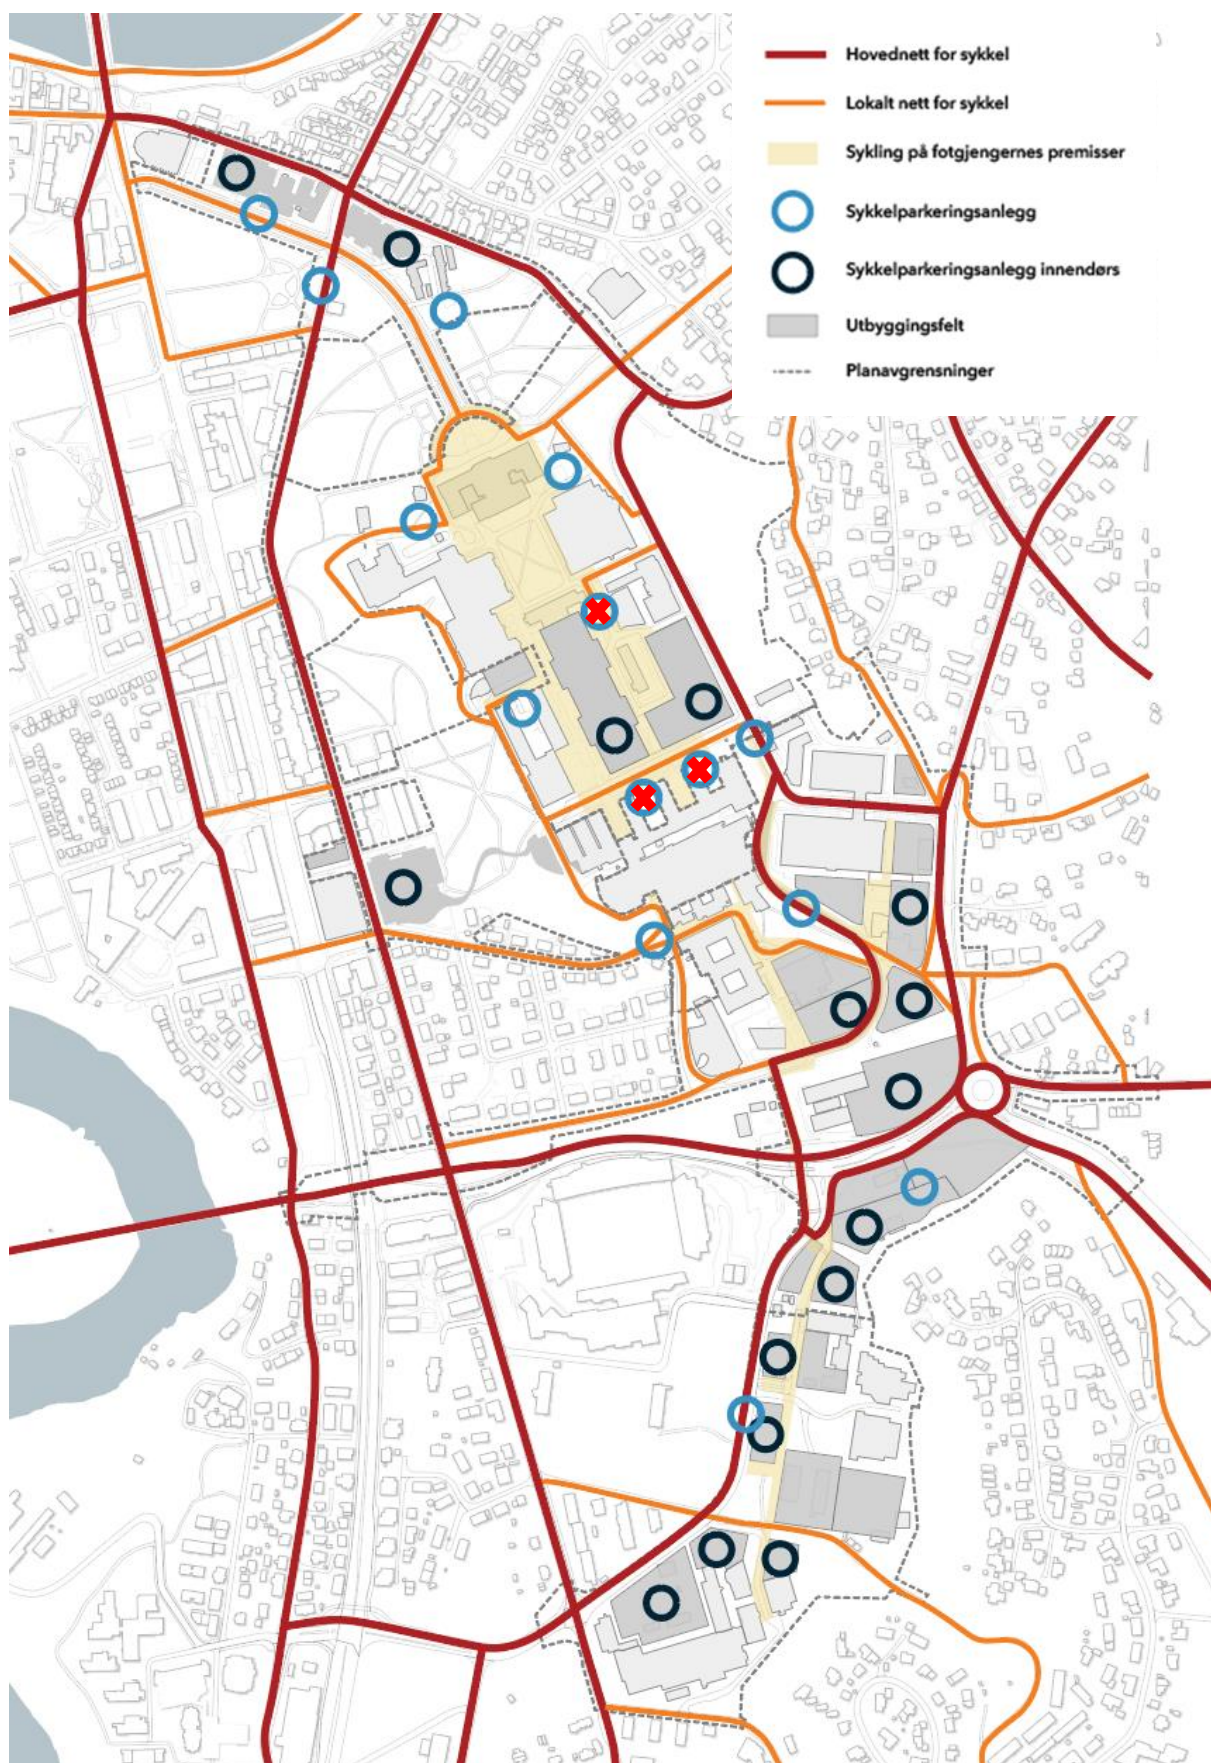 Hovednett for sykkel
Lokalt nett for sykkel
Sykling på fotgjengernes premisser
Sykkelparkeringsanlegg
Sykkelparkeringsanlegg innendørs
Utbyggingsfelt
Planavgrensninger